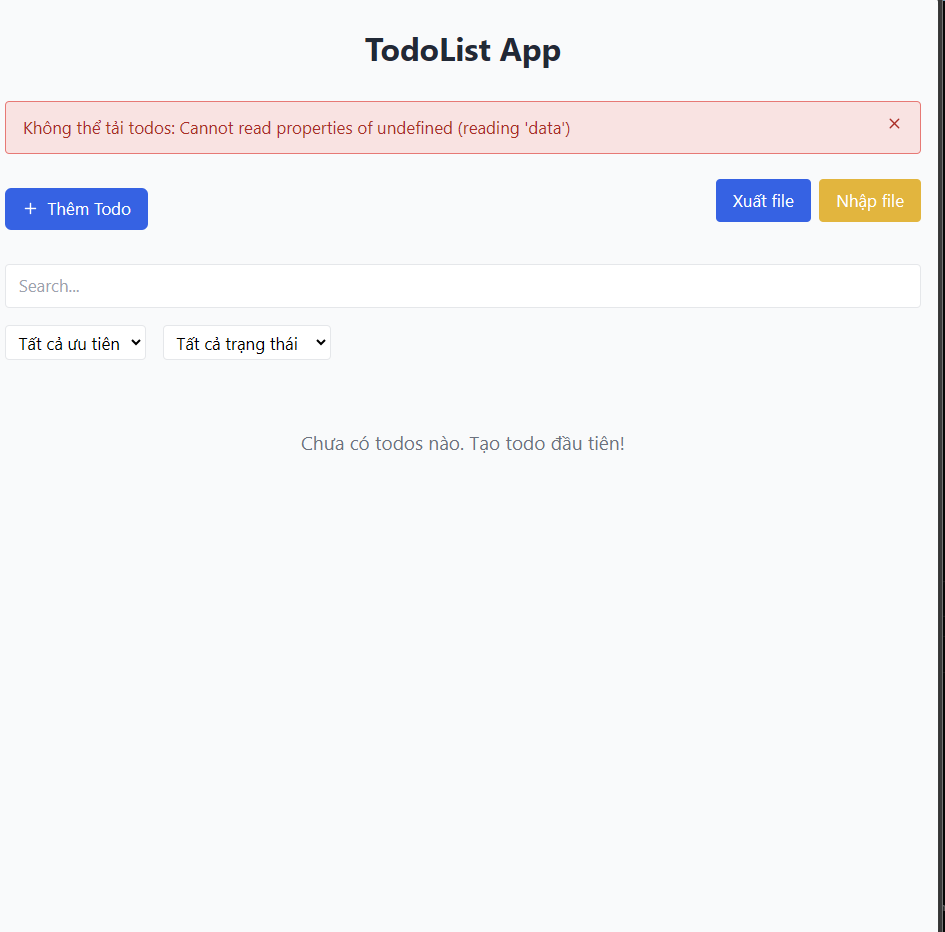 TodoList App
Không thể tải todos: Cannot read properties of undefined (reading 'data')
Thêm Todo
Xuất file
Nhập file
Search...
Tất cả ưu tiên
Tất cả trạng thái
Chưa có todos nào. Tạo todo đầu tiên!